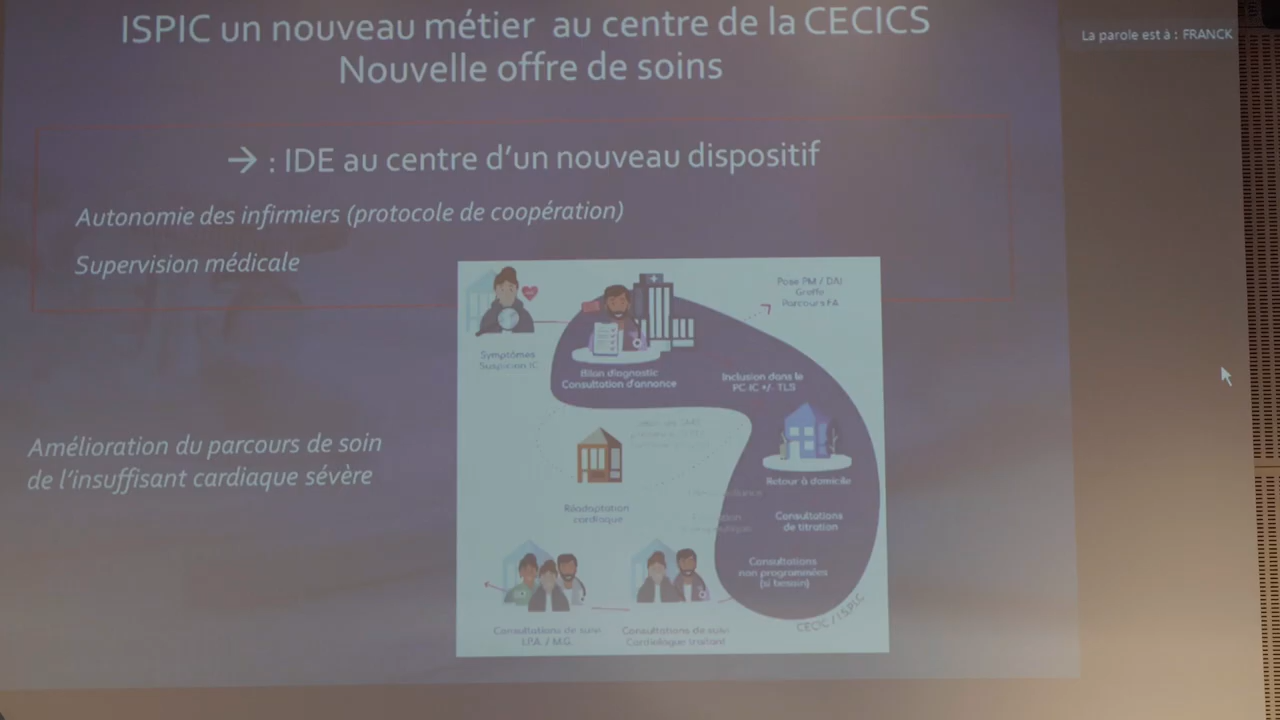 ISPIC un nouveau métier au centre de la CECICS
Nouvelle offre de soins
La parole est à : FRANCK
→ : IDE au centre d'un nouveau dispositif
Autonomie des infirmiers (protocole de coopération)
Supervision médicale
Amélioration du parcours de soin
de l'insuffisant cardiaque sévère
Pose PM / DAI
Greffe
Parcours FA
Symptômes
Suspicion IC
Bilan diagnostic
Consultation d'annonce
Inclusion dans le
PC IC +/- TLS
Retour à domicile
Réadaptation
cardiaque
Consultations
de titration
Consultations
non programmées
(si besoin)
CECIC / ISPIC
Consultations de suivi
I.P.A. / M.G.
Consultations de suivi
Cardiologue traitant